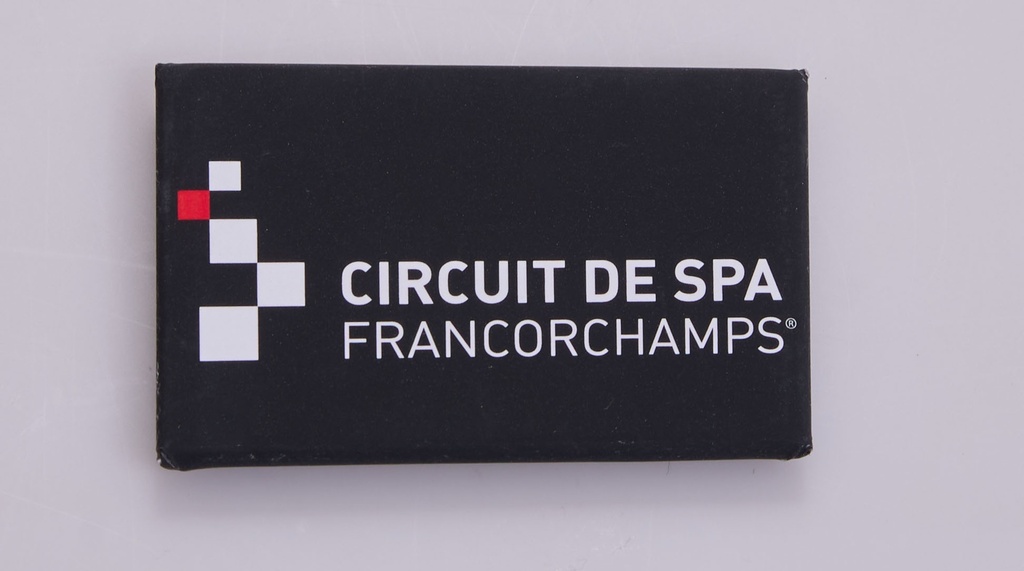 CIRCUIT DE SPA
FRANCORCHAMPS®